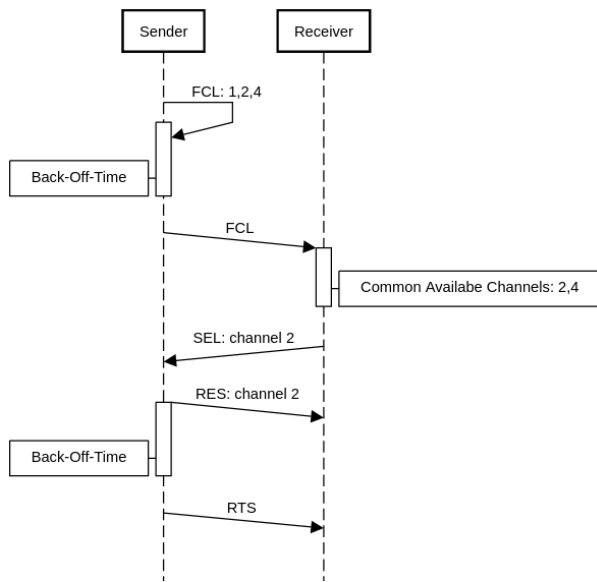 Sender
Receiver
FCL: 1,2,4
Back-Off-Time
FCL
Common Availabe Channels: 2,4
SEL: channel 2
RES: channel 2
Back-Off-Time
RTS